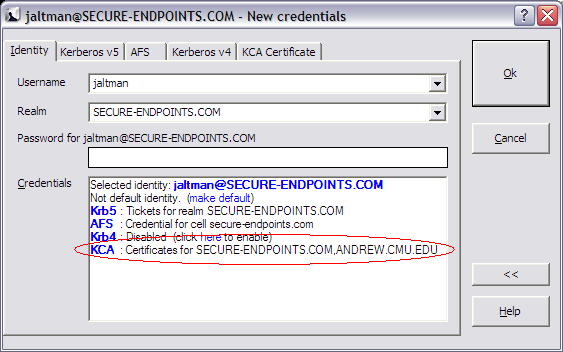 jaltman@SECURE-ENDPOINTS.COM - New credentials
Identity Kerberos v5 AFS Kerberos v4 KCA Certificate
Username jaltman
Ok
Realm SECURE-ENDPOINTS.COM
Password for jaltman@SECURE-ENDPOINTS.COM
Cancel
Credentials
Selected identity: jaltman@SECURE-ENDPOINTS.COM
Not default identity. (make default)
Krb5 : Tickets for realm SECURE-ENDPOINTS.COM
AFS : Credential for cell secure-endpoints.com
Krb4 : Disabled (click here to enable)
KCA : Certificates for SECURE-ENDPOINTS.COM,ANDREW.CMU.EDU
<<
Help